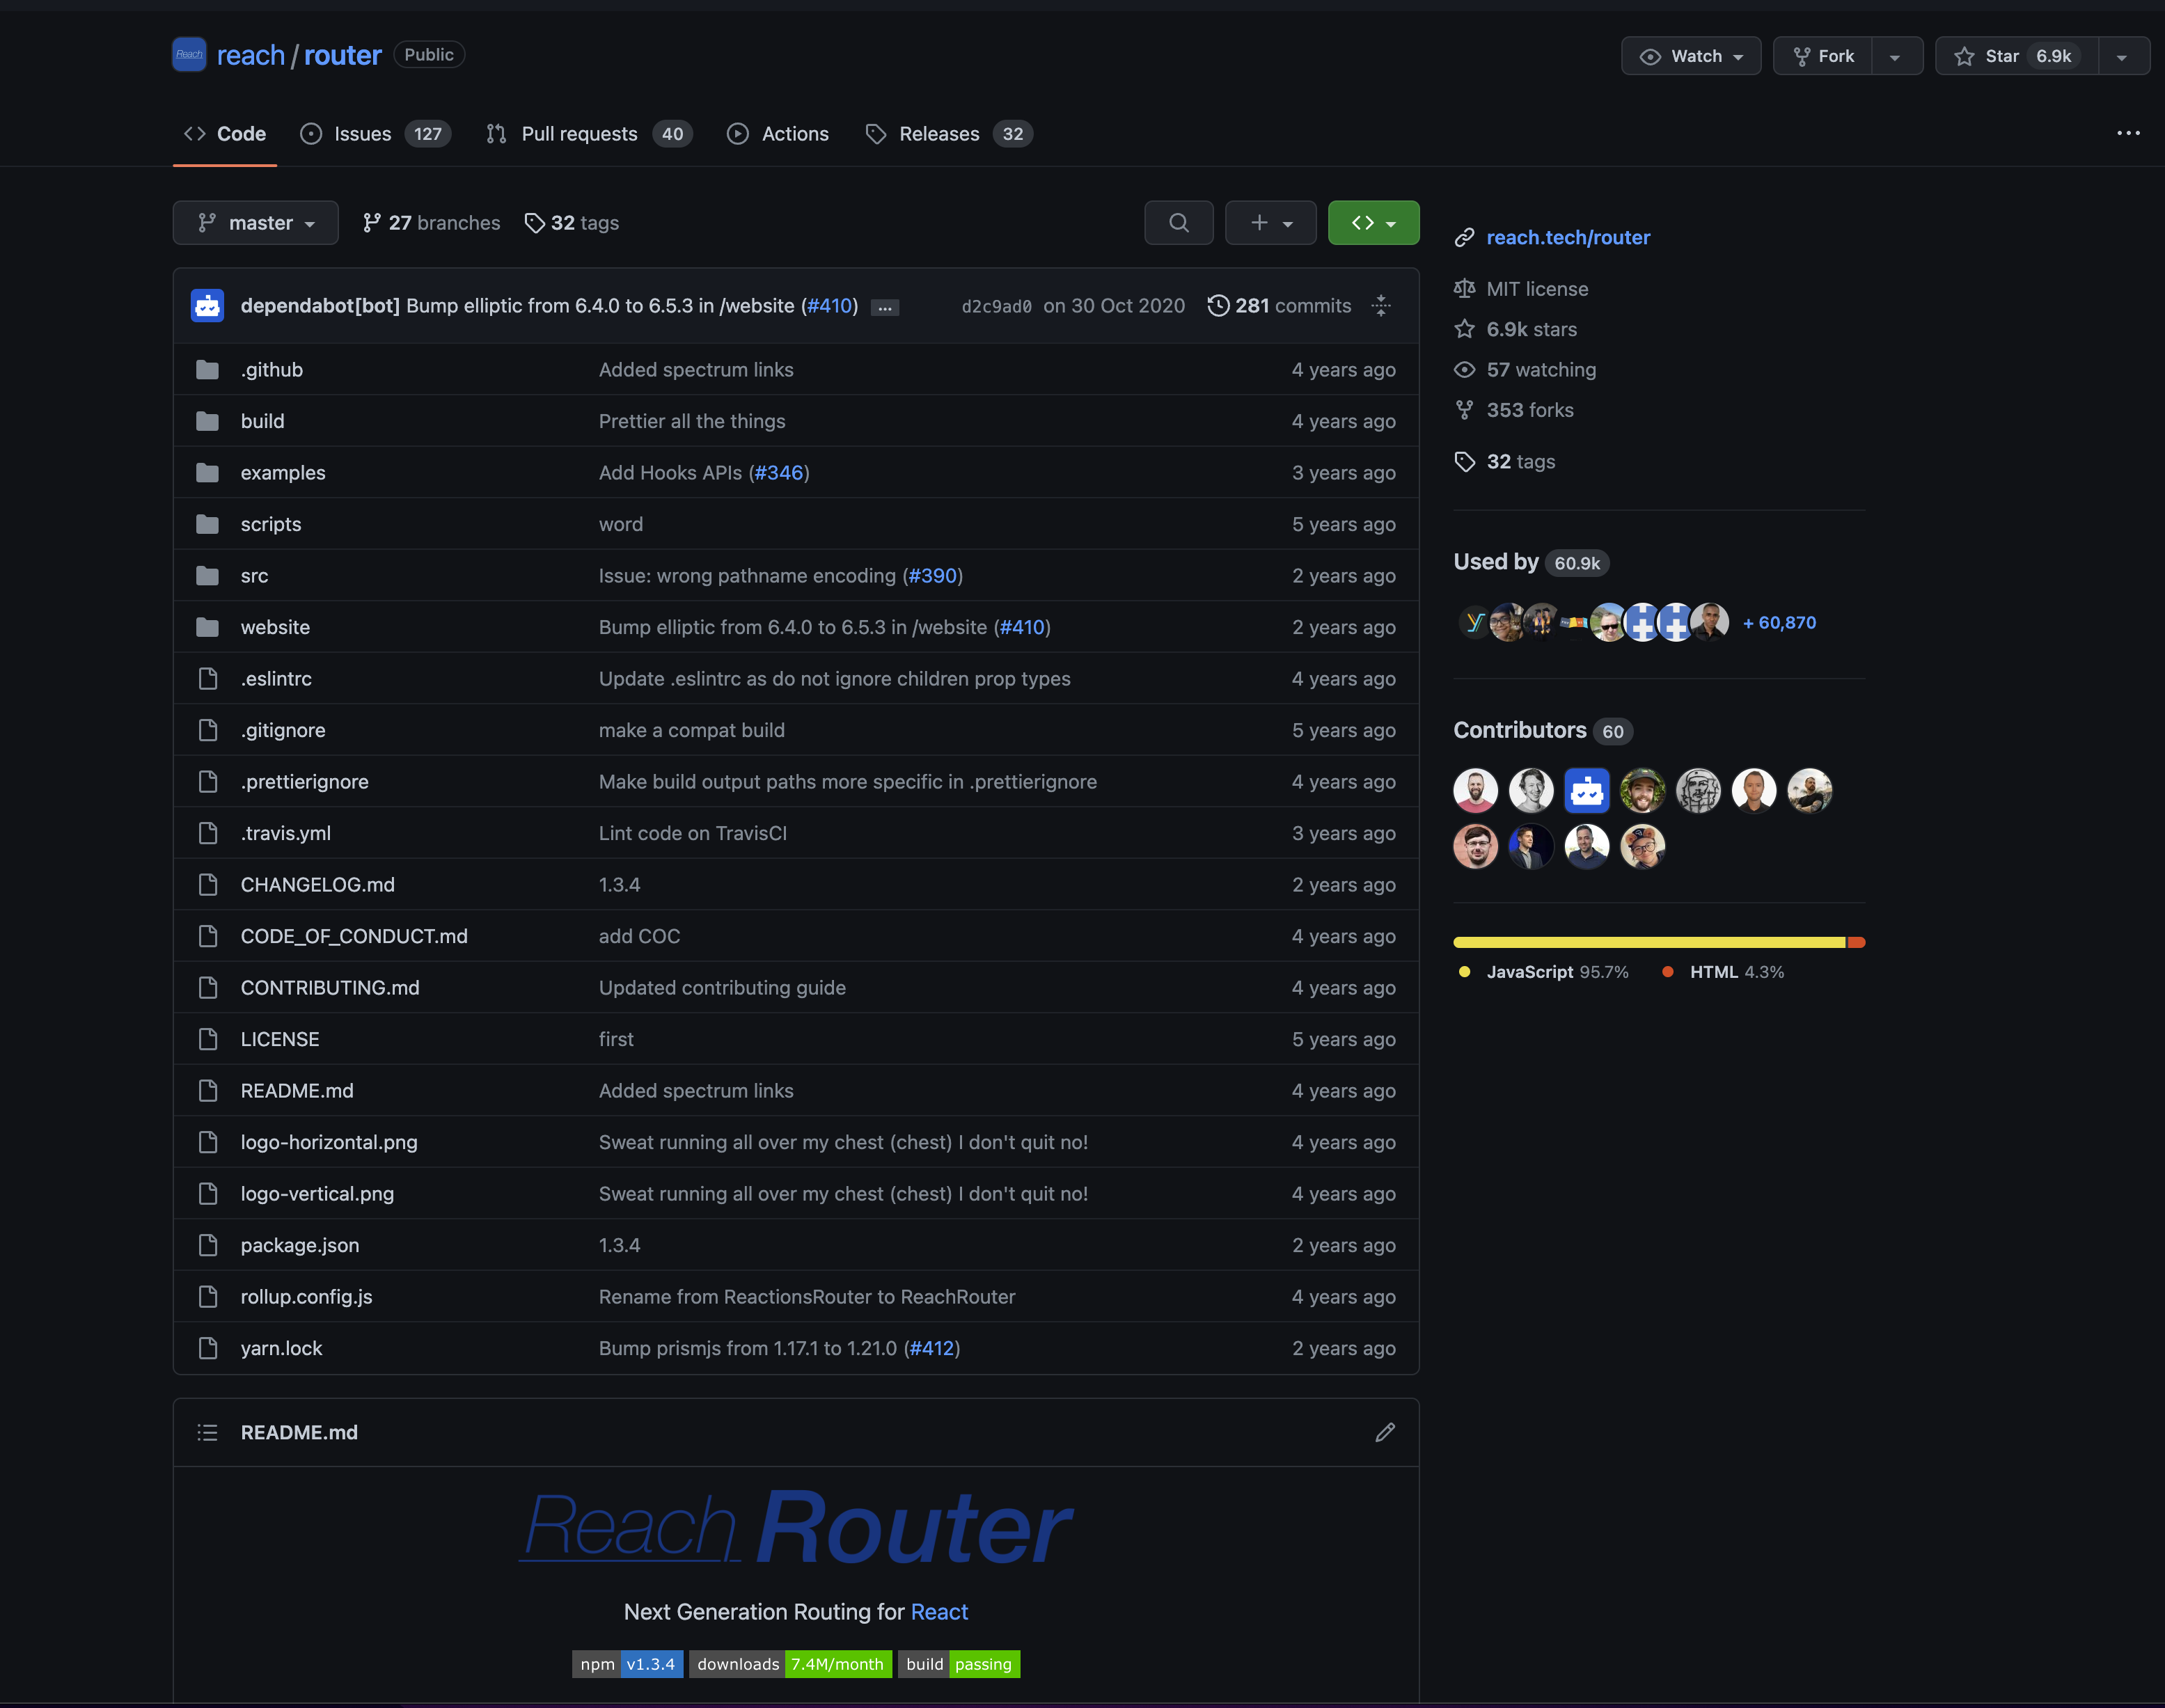 Reach reach / router Public Watch Fork Star 6.9k
Code Issues 127 Pull requests 40 Actions Releases 32
master 27 branches 32 tags
dependabot[bot] Bump elliptic from 6.4.0 to 6.5.3 in /website (#410) ... d2c9ad0 on 30 Oct 2020 281 commits
.github Added spectrum links 4 years ago
build Prettier all the things 4 years ago
examples Add Hooks APIs (#346) 3 years ago
scripts word 5 years ago
src Issue: wrong pathname encoding (#390) 2 years ago
website Bump elliptic from 6.4.0 to 6.5.3 in /website (#410) 2 years ago
.eslintrc Update .eslintrc as do not ignore children prop types 4 years ago
.gitignore make a compat build 5 years ago
.prettierignore Make build output paths more specific in .prettierignore 4 years ago
.travis.yml Lint code on TravisCI 3 years ago
CHANGELOG.md 1.3.4 2 years ago
CODE_OF_CONDUCT.md add COC 4 years ago
CONTRIBUTING.md Updated contributing guide 4 years ago
LICENSE first 5 years ago
README.md Added spectrum links 4 years ago
logo-horizontal.png Sweat running all over my chest (chest) I don't quit no! 4 years ago
logo-vertical.png Sweat running all over my chest (chest) I don't quit no! 4 years ago
package.json 1.3.4 2 years ago
rollup.config.js Rename from ReactionsRouter to ReachRouter 4 years ago
yarn.lock Bump prismjs from 1.17.1 to 1.21.0 (#412) 2 years ago
README.md
Reach Router
Next Generation Routing for React
npm v1.3.4 downloads 7.4M/month build passing
reach.tech/router
MIT license
6.9k stars
57 watching
353 forks
32 tags
Used by 60.9k
+ 60,870
Contributors 60
JavaScript 95.7% HTML 4.3%